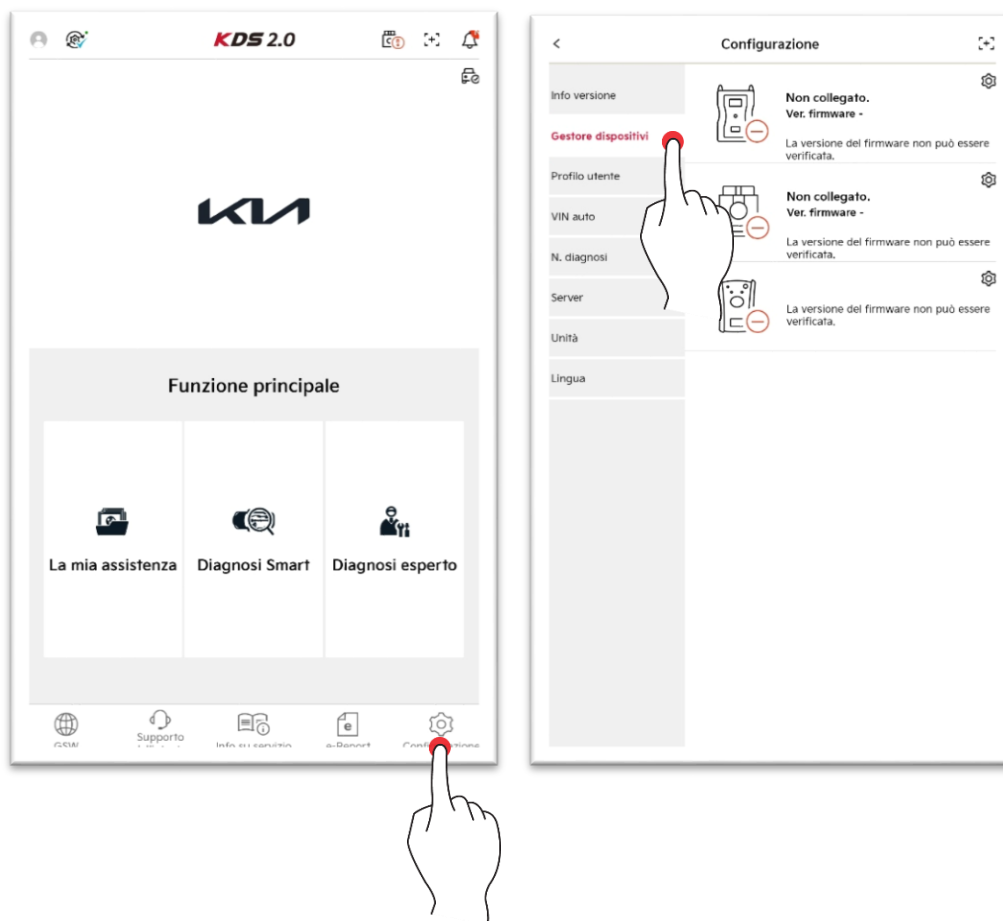 KDS 2.0
KIA
Funzione principale
La mia assistenza
Diagnosi Smart
Diagnosi esperto
GSW
Supporto
Info su servizio
e-Report
Configurazione
Info versione
Gestore dispositivi
Profilo utente
VIN auto
N. diagnosi
Server
Unità
Lingua
Non collegato.
Ver. firmware -
La versione del firmware non può essere
verificata.
Non collegato.
Ver. firmware -
La versione del firmware non può essere
verificata.
La versione del firmware non può essere
verificata.